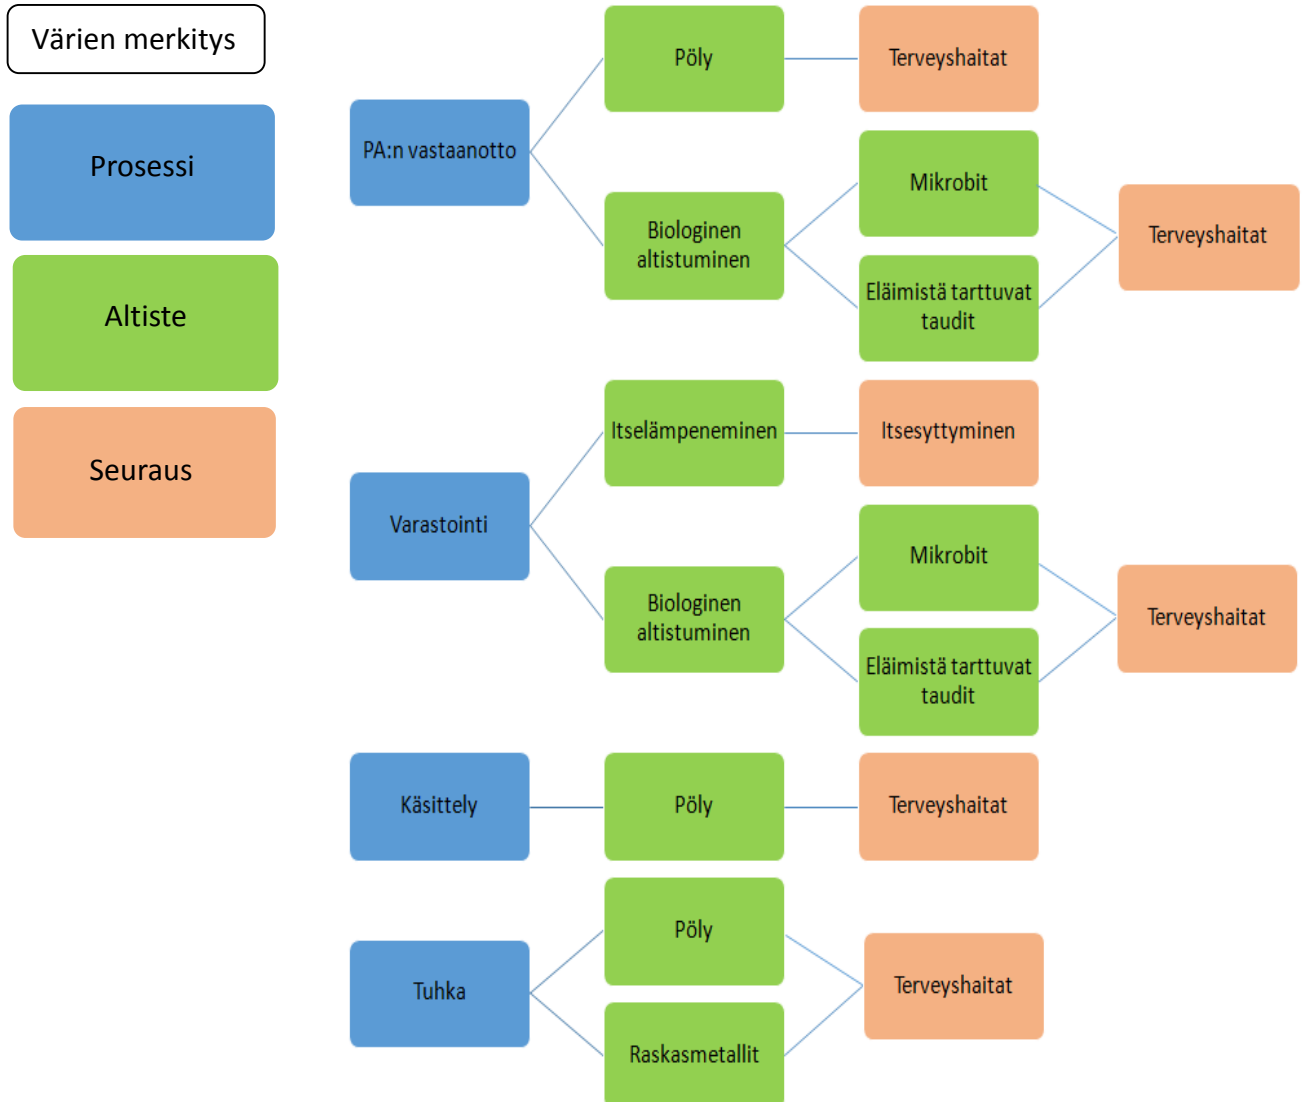 Värien merkitys
Prosessi
Altiste
Seuraus
PA:n vastaanotto
Pöly
Terveyshaitat
Biologinen
altistuminen
Mikrobit
Eläimistä tarttuvat
taudit
Terveyshaitat
Varastointi
Itselämpeneminen
Itsesyttyminen
Biologinen
altistuminen
Mikrobit
Eläimistä tarttuvat
taudit
Terveyshaitat
Käsittely
Pöly
Terveyshaitat
Tuhka
Pöly
Raskasmetallit
Terveyshaitat